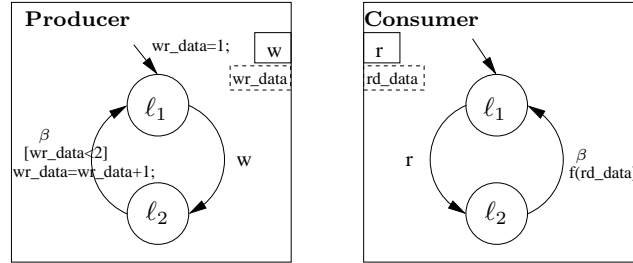 Producer
wr_data=1;
w
wr_data
ℓ1
β
[wr_data<2]
wr_data=wr_data+1;
w
ℓ2
Consumer
r
rd_data
ℓ1
r
β
f(rd_data)
ℓ2